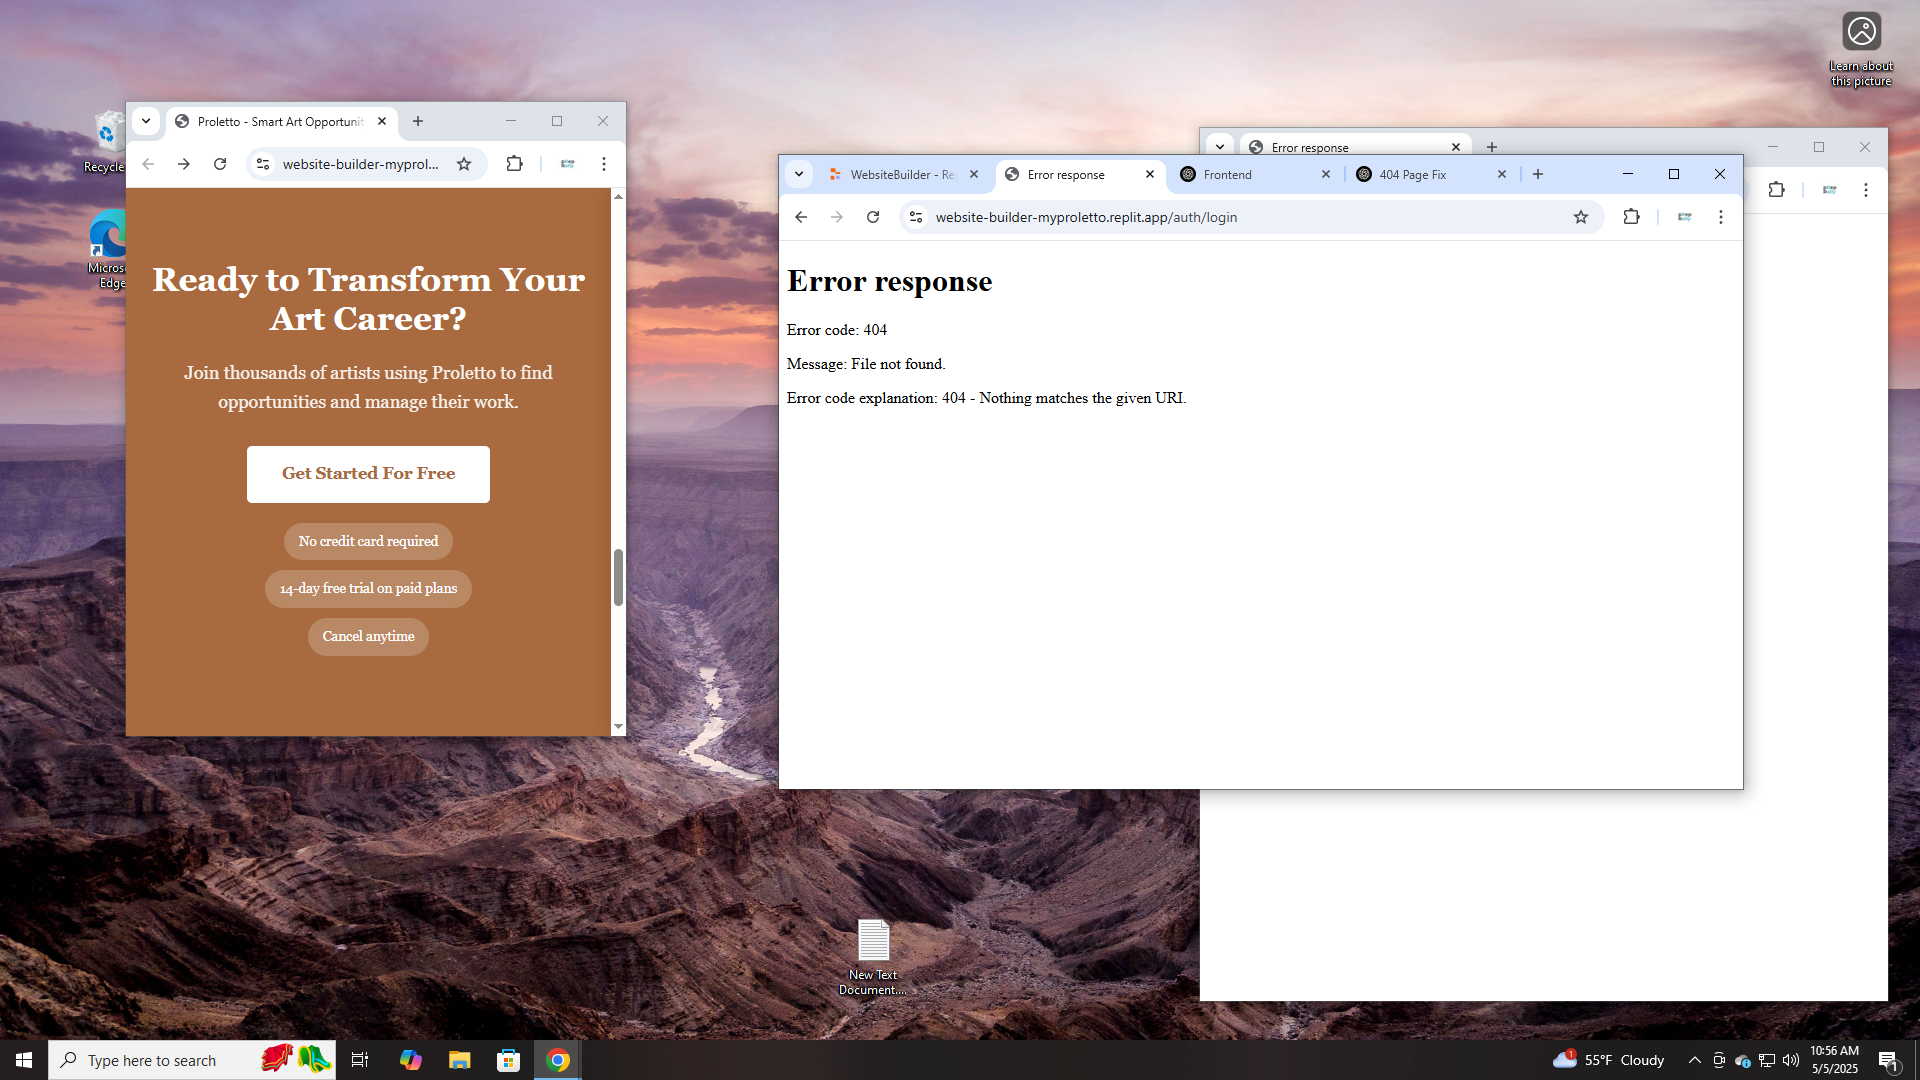 Learn about
this picture
Recycle
Micros
Edge
Proletto - Smart Art Opportunit
website-builder-myprol...
Ready to Transform Your
Art Career?
Join thousands of artists using Proletto to find
opportunities and manage their work.
Get Started For Free
No credit card required
14-day free trial on paid plans
Cancel anytime
Error response
WebsiteBuilder - Re
Error response
Frontend
404 Page Fix
website-builder-myproletto.replit.app/auth/login
Error response
Error code: 404
Message: File not found.
Error code explanation: 404 - Nothing matches the given URI.
New Text
Document....
Type here to search
1
55°F Cloudy
10:56 AM
5/5/2025
1